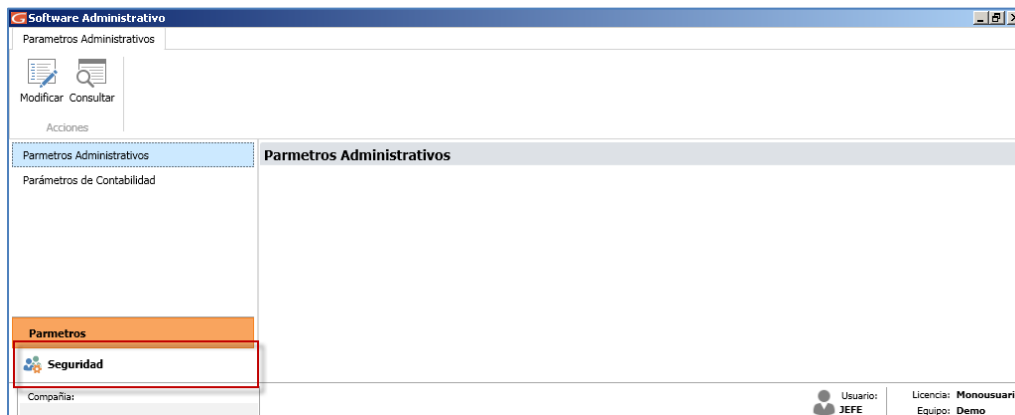 Software Administrativo
Parametros Administrativos
Modificar Consultar
Acciones
Parmetros Administrativos
Parmetros Administrativos
Parámetros de Contabilidad
Parmetros
Seguridad
Compañia:
Usuario:
JEFE
Licencia: Monousuari
Equipo: Demo